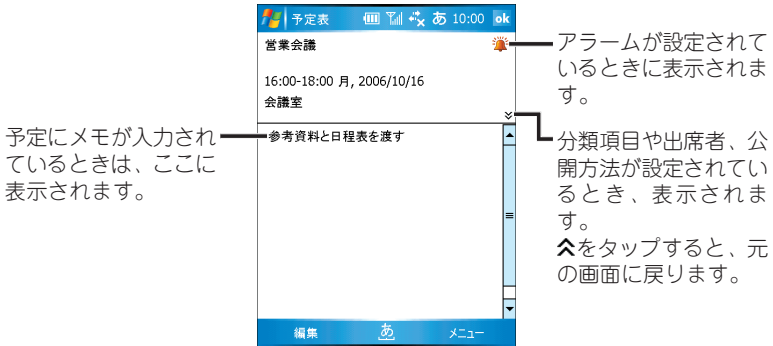 予定表 あ 10:00 ok
営業会議
16:00-18:00 月, 2006/10/16
会議室
参考資料と日程表を渡す
編集 あ メニュー
予定にメモが入力され
ているときは、ここに
表示されます。
アラームが設定されて
いるときに表示されま
す。
分類項目や出席者、公
開方法が設定されてい
るとき、表示されま
す。
をタップすると、元
の画面に戻ります。